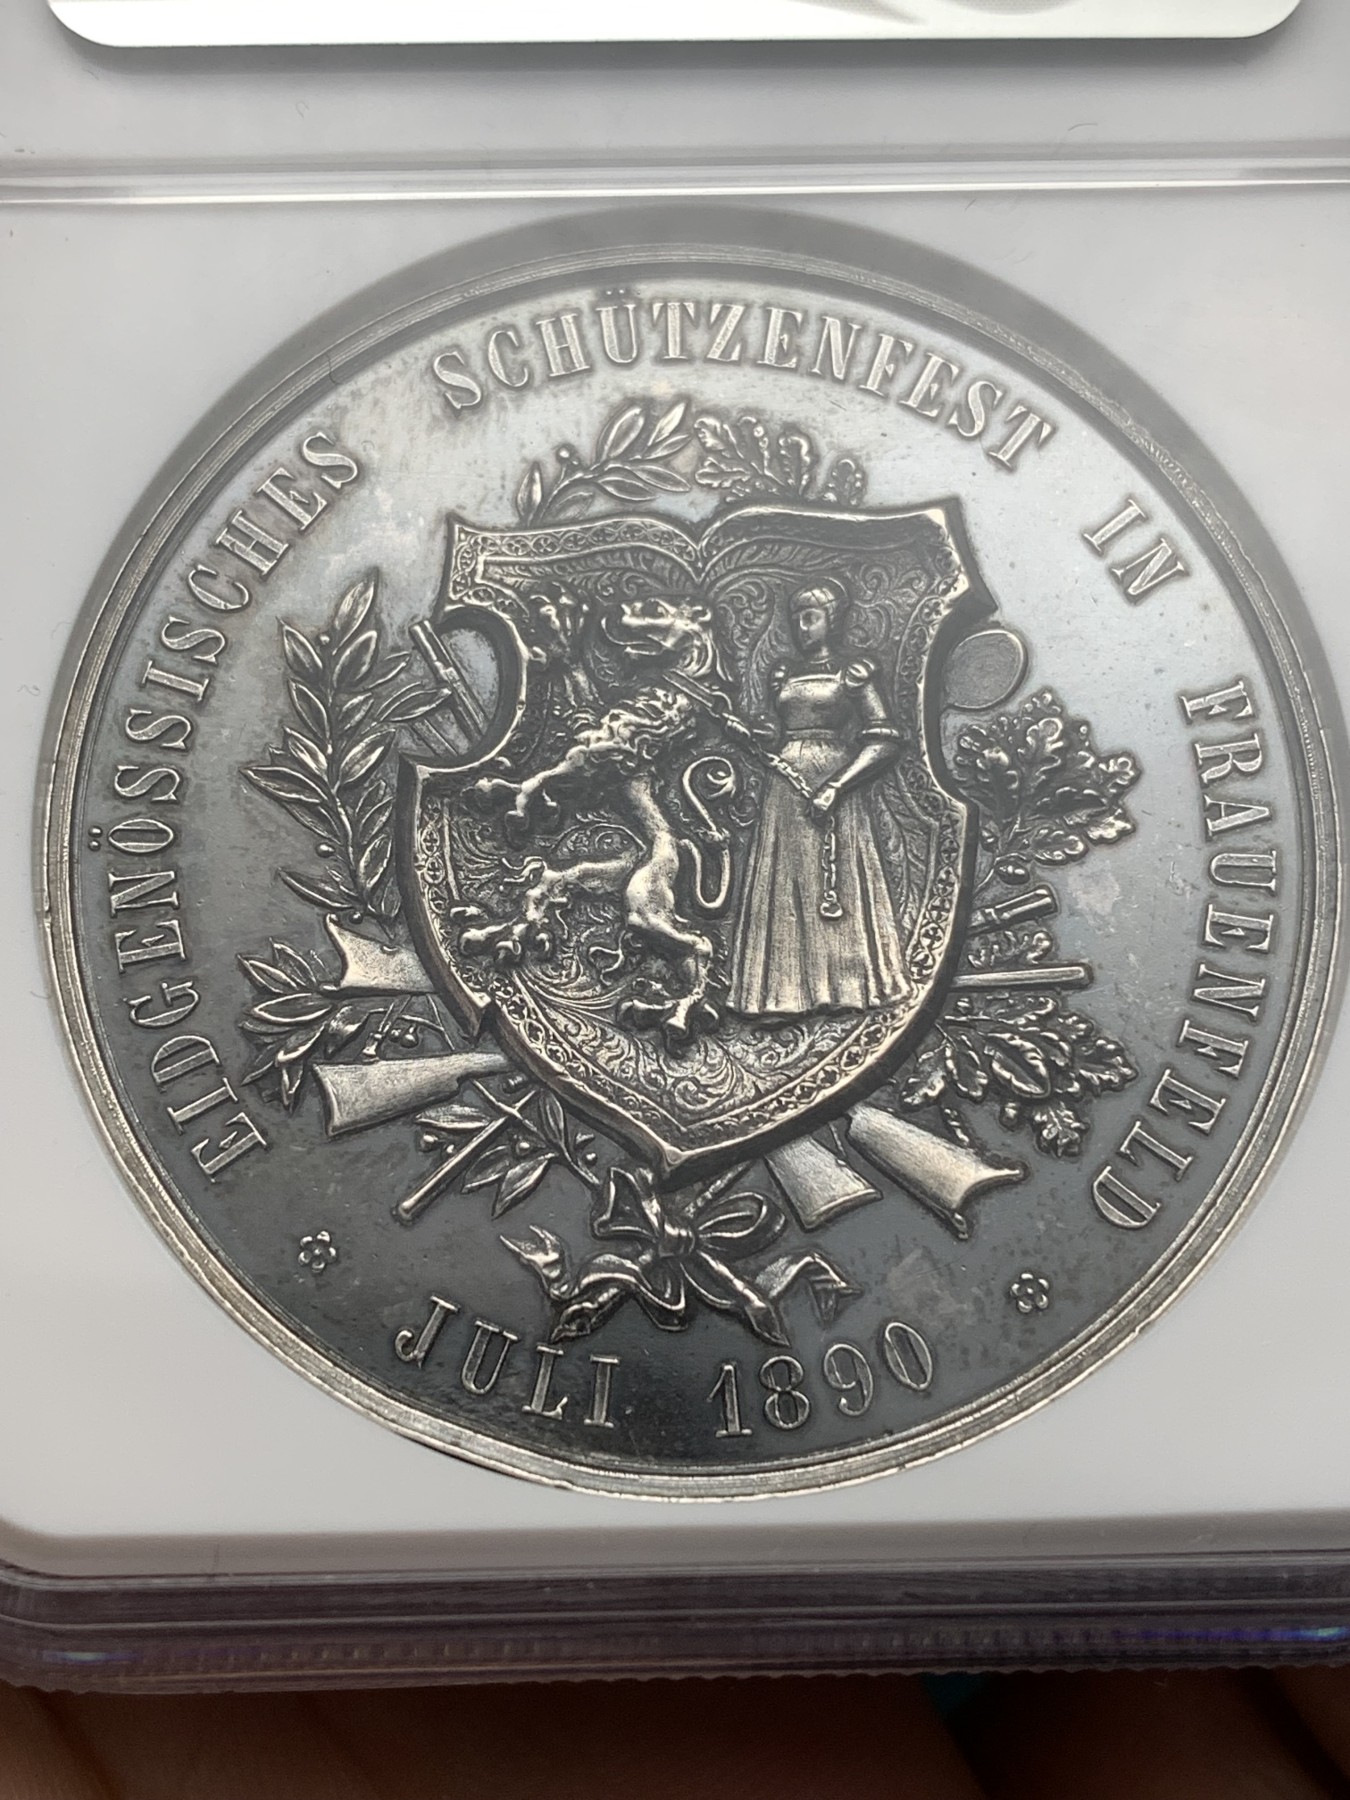 EIDGENÖSSISCHES SCHÜTZENFEST IN FRAUENFELD
JULI 1890